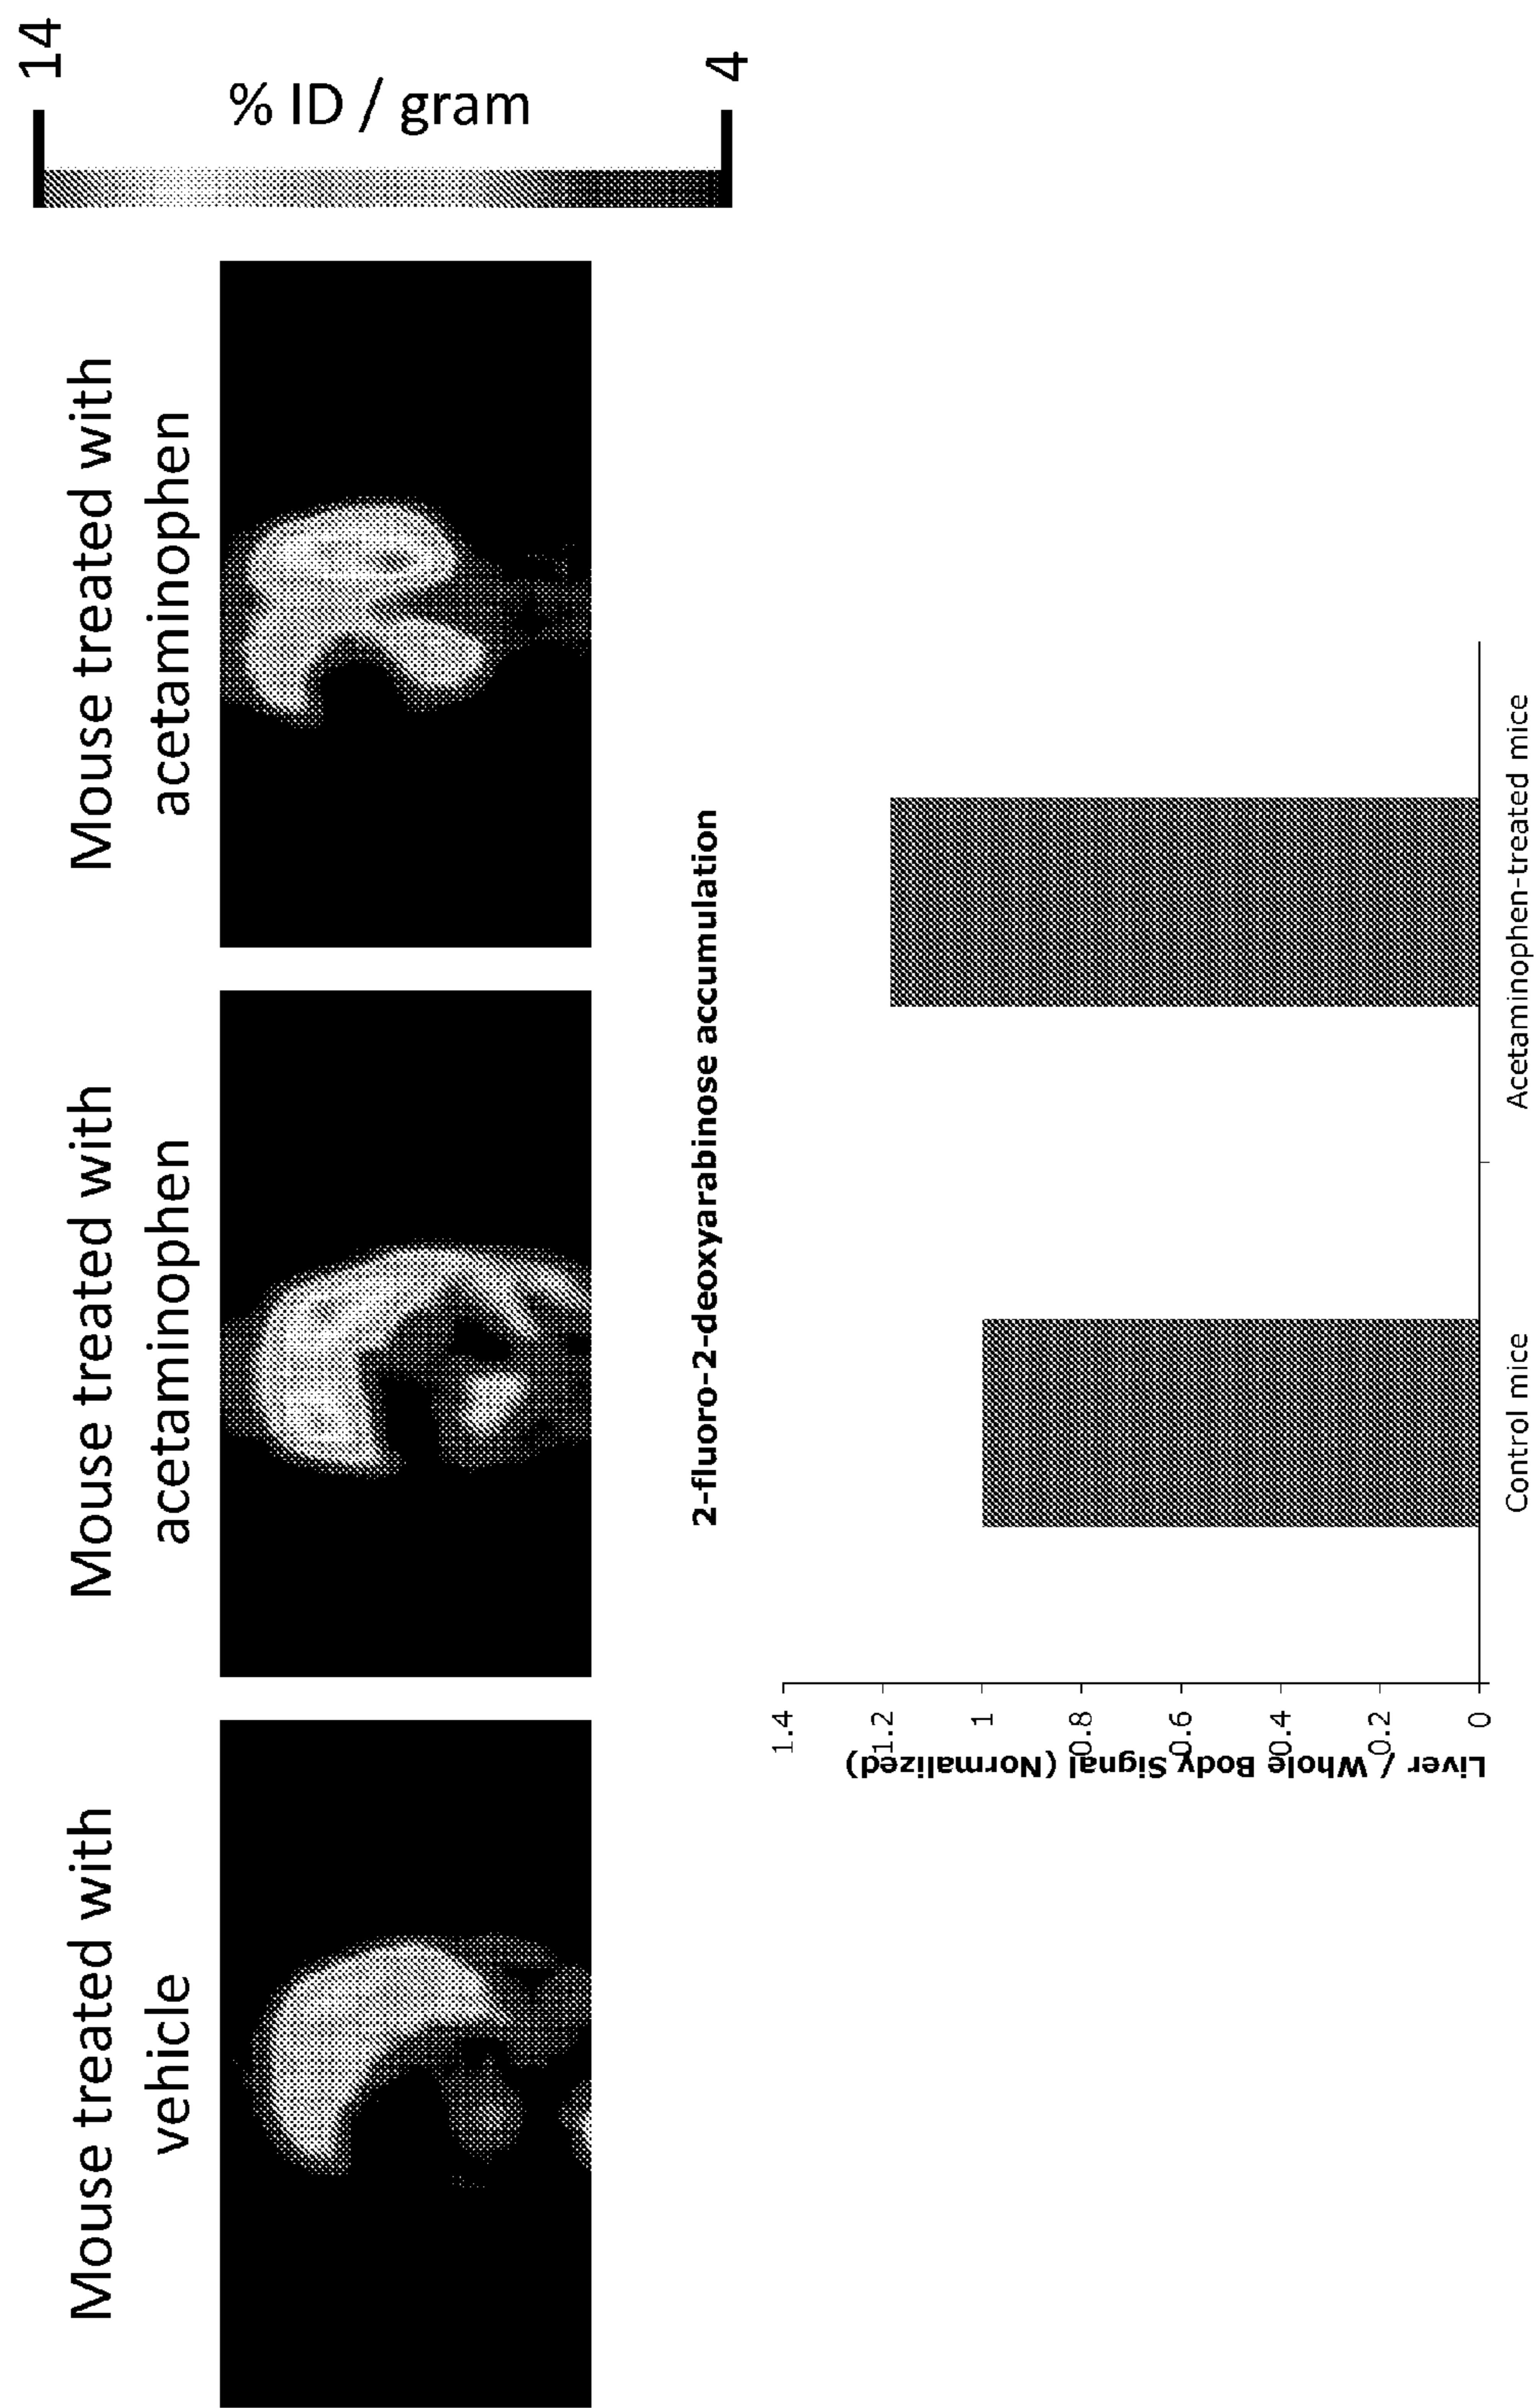 Mouse treated with
vehicle
Mouse treated with
acetaminophen
Mouse treated with
acetaminophen
14
% ID / gram
4
2-fluoro-2-deoxyarabinose accumulation
Liver / Whole Body Signal (Normalized)
1.4
1.2
1
0.8
0.6
0.4
0.2
0
Control mice
Acetaminophen-treated mice